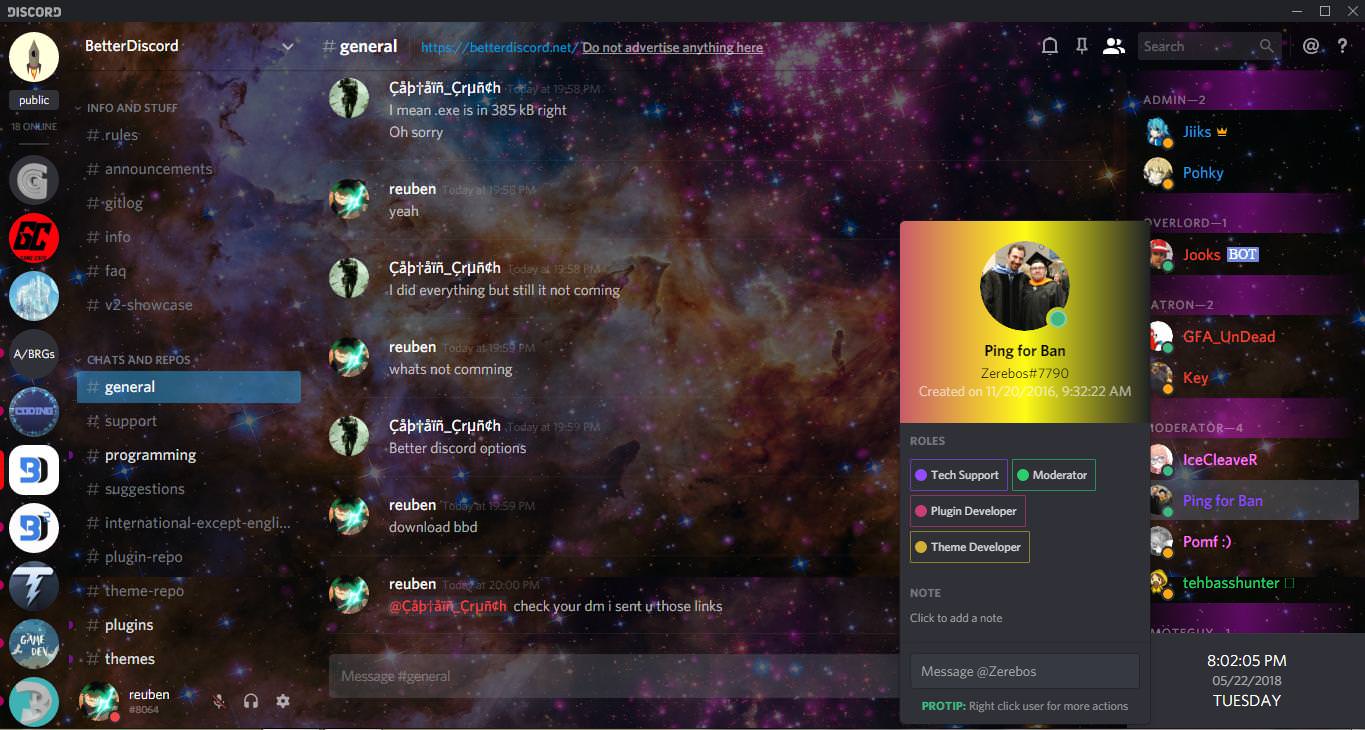 DISCORD
public
18 ONLINE
A/BRGs
CODING
GAME DEV
BetterDiscord
INFO AND STUFF
# rules
# announcements
# gitlog
# info
# faq
# v2-showcase
CHATS AND REPOS
# general
# support
# programming
# suggestions
# international-except-engli...
# plugin-repo
# theme-repo
# plugins
# themes
reuben
#8064
# general
https://betterdiscord.net/ Do not advertise anything here
Search
@ ?
Çåþ†åïñ_Çrµñ¢h Today at 19:58 PM
I mean .exe is in 385 kB right
Oh sorry
reuben Today at 19:58 PM
yeah
Çåþ†åïñ_Çrµñ¢h Today at 19:58 PM
I did everything but still it not coming
reuben Today at 19:59 PM
whats not comming
Çåþ†åïñ_Çrµñ¢h Today at 19:59 PM
Better discord options
reuben Today at 19:59 PM
download bbd
reuben Today at 20:00 PM
@Çåþ†åïñ_Çrµñ¢h check your dm i sent u those links
Message #general
Ping for Ban
Zerebos#7790
Created on 11/20/2016, 9:32:22 AM
ROLES
Tech Support
Moderator
Plugin Developer
Theme Developer
NOTE
Click to add a note
Message @Zerebos
PROTIP: Right click user for more actions
ADMIN—2
Jiiks
Pohky
OVERLORD—1
Jooks BOT
ATRON—2
GFA_UnDead
Key
MODERATOR—4
IceCleaveR
Ping for Ban
Pomf :)
tehbasshunter
8:02:05 PM
05/22/2018
TUESDAY